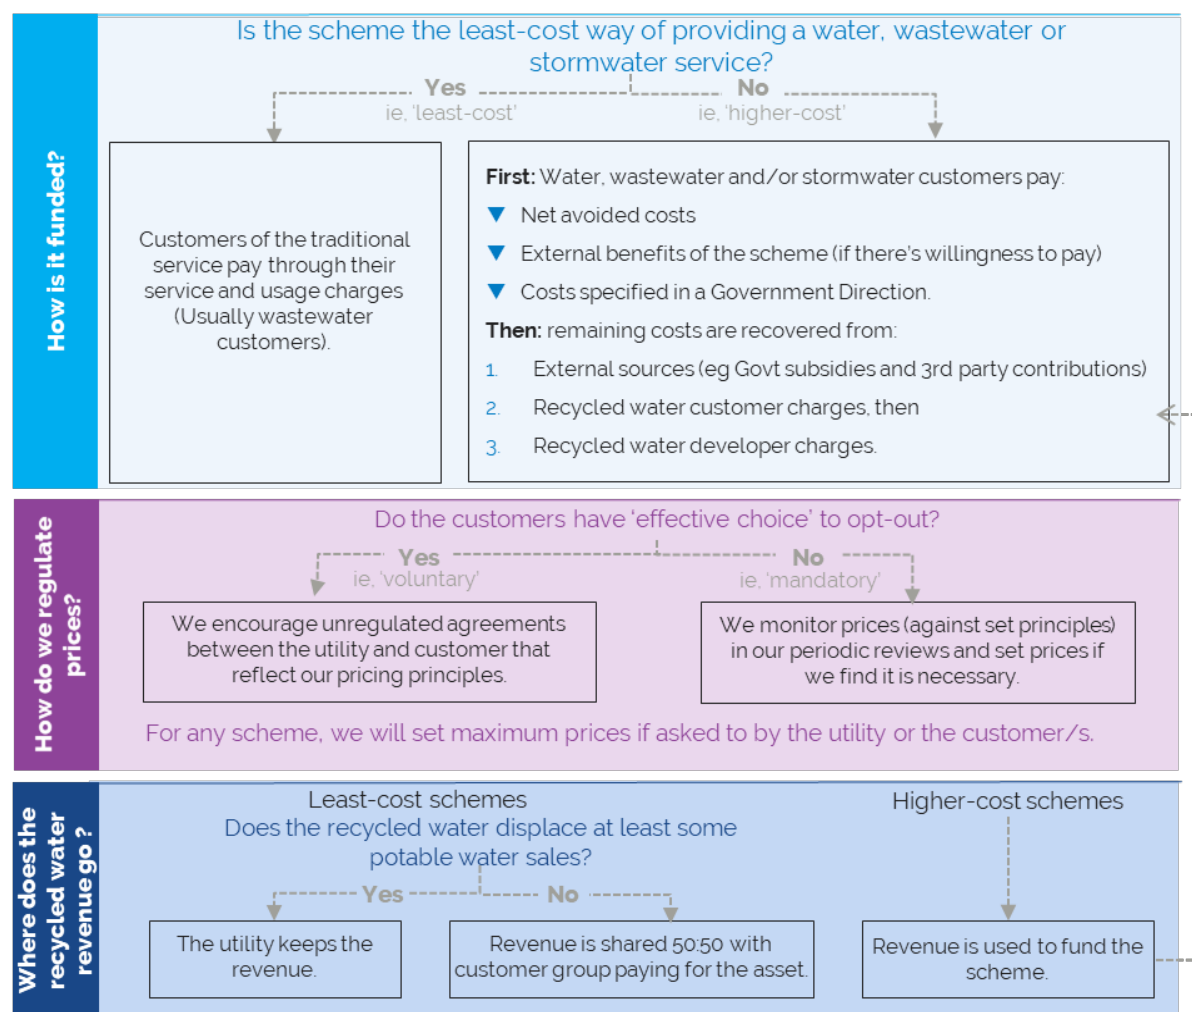 How is it funded?
Is the scheme the least-cost way of providing a water, wastewater or
stormwater service?
Yes
ie, 'least-cost'
No
ie, 'higher-cost'
Customers of the traditional
service pay through their
service and usage charges
(Usually wastewater
customers).
First: Water, wastewater and/or stormwater customers pay:
▼ Net avoided costs
▼ External benefits of the scheme (if there's willingness to pay)
▼ Costs specified in a Government Direction.
Then: remaining costs are recovered from:
1. External sources (eg Govt subsidies and 3rd party contributions)
2. Recycled water customer charges, then
3. Recycled water developer charges.
How do we regulate
prices?
Do the customers have 'effective choice' to opt-out?
Yes
ie, 'voluntary'
No
ie, 'mandatory'
We encourage unregulated agreements
between the utility and customer that
reflect our pricing principles.
We monitor prices (against set principles)
in our periodic reviews and set prices if
we find it is necessary.
For any scheme, we will set maximum prices if asked to by the utility or the customer/s.
Where does the
recycled water
revenue go ?
Least-cost schemes
Does the recycled water displace at least some
potable water sales?
Yes
No
The utility keeps the
revenue.
Revenue is shared 50:50 with
customer group paying for the asset.
Higher-cost schemes
Revenue is used to fund the
scheme.